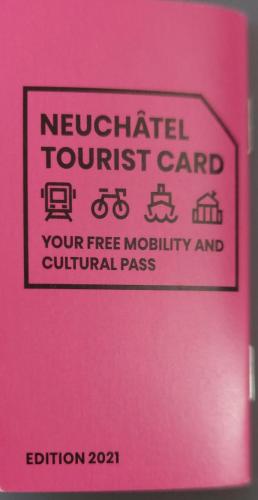 NEUCHÂTEL
TOURIST CARD
YOUR FREE MOBILITY AND
CULTURAL PASS
EDITION 2021